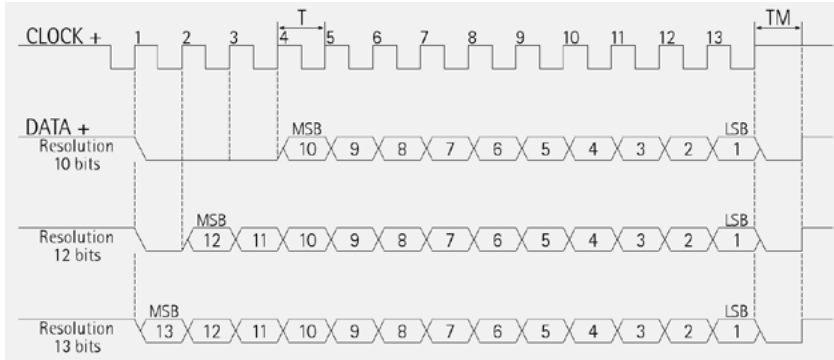 T TM
CLOCK + 1 2 3 4 5 6 7 8 9 10 11 12 13
DATA +
MSB LSB
Resolution 10 9 8 7 6 5 4 3 2 1
10 bits
MSB LSB
Resolution 12 11 10 9 8 7 6 5 4 3 2 1
12 bits
MSB LSB
Resolution 13 12 11 10 9 8 7 6 5 4 3 2 1
13 bits